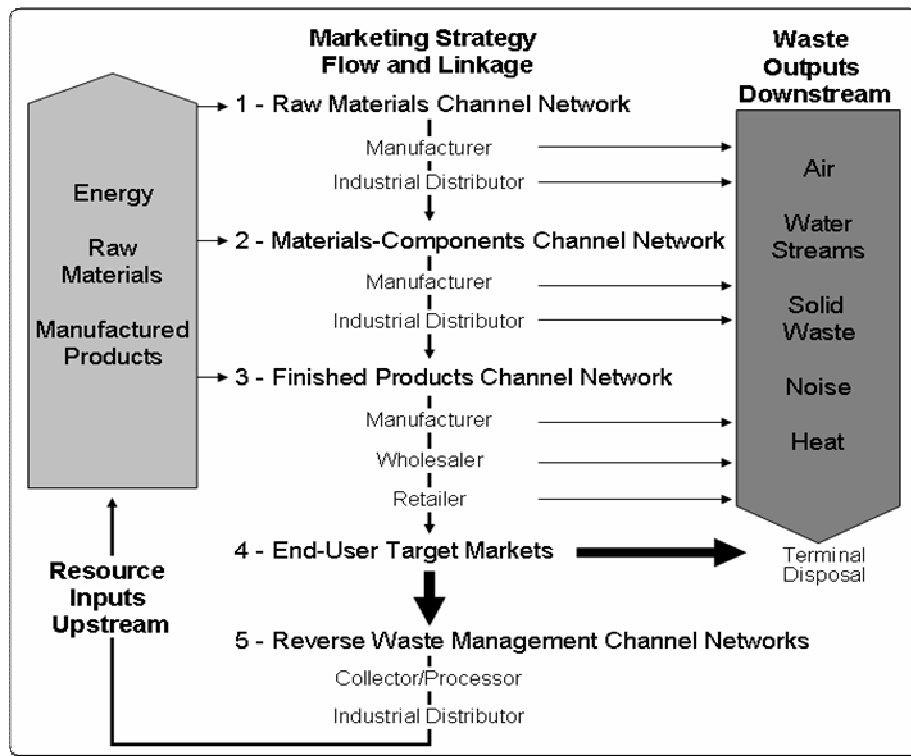 Marketing Strategy
Flow and Linkage
Waste
Outputs
Downstream
1 - Raw Materials Channel Network
Manufacturer
Industrial Distributor
2 - Materials-Components Channel Network
Manufacturer
Industrial Distributor
3 - Finished Products Channel Network
Manufacturer
Wholesaler
Retailer
4 - End-User Target Markets
5 - Reverse Waste Management Channel Networks
Collector/Processor
Industrial Distributor
Energy
Raw
Materials
Manufactured
Products
Resource
Inputs
Upstream
Air
Water
Streams
Solid
Waste
Noise
Heat
Terminal
Disposal